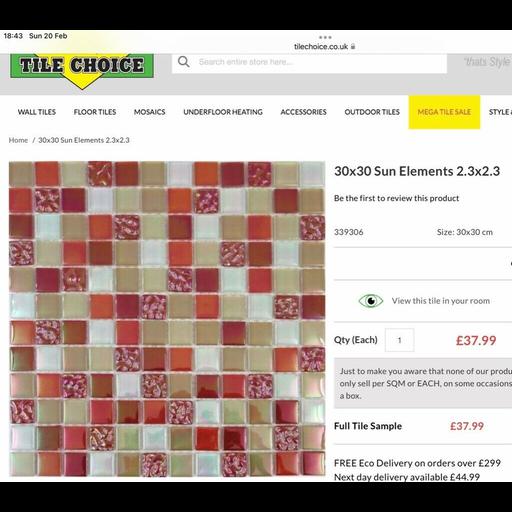 18:43 Sun 20 Feb
tilechoice.co.uk
TILE CHOICE
Search entire store here...
"thats Style
WALL TILES FLOOR TILES MOSAICS UNDERFLOOR HEATING ACCESSORIES OUTDOOR TILES MEGA TILE SALE STYLE
Home / 30x30 Sun Elements 2.3x2.3
30x30 Sun Elements 2.3x2.3
Be the first to review this product
339306 Size: 30x30 cm
View this tile in your room
Qty (Each) 1 £37.99
Just to make you aware that none of our produ
only sell per SQM or EACH, on some occasions
a box.
Full Tile Sample £37.99
FREE Eco Delivery on orders over £299
Next day delivery available £44.99